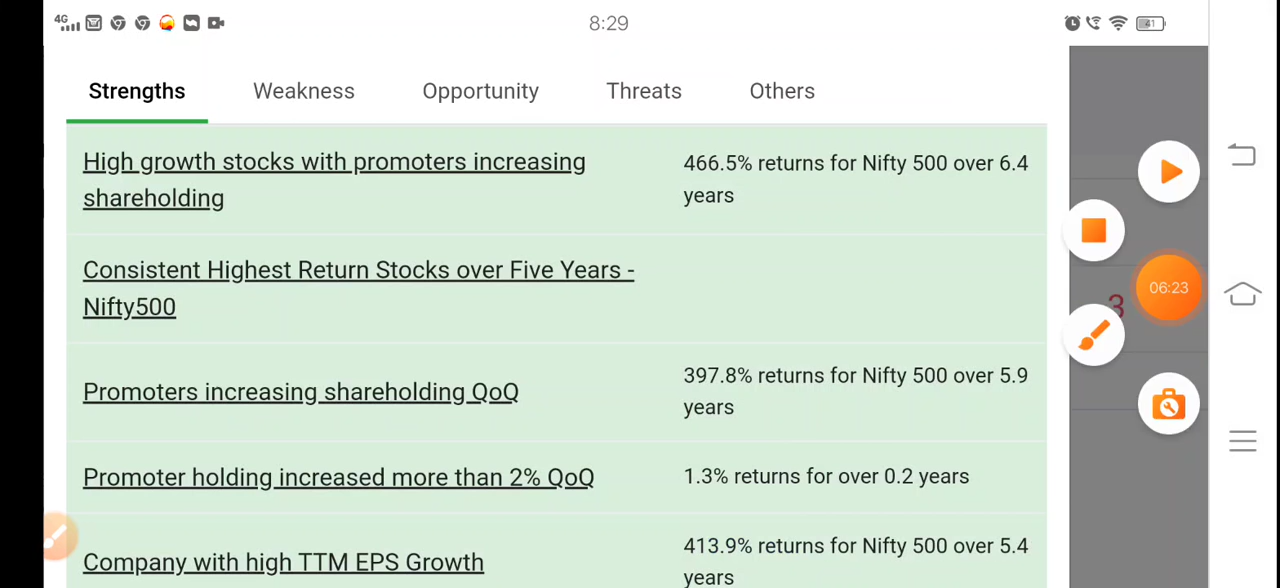 4G 8:29 41
Strengths Weakness Opportunity Threats Others
High growth stocks with promoters increasing
shareholding
466.5% returns for Nifty 500 over 6.4
years
Consistent Highest Return Stocks over Five Years -
Nifty500
Promoters increasing shareholding QoQ
397.8% returns for Nifty 500 over 5.9
years
Promoter holding increased more than 2% QoQ
1.3% returns for over 0.2 years
Company with high TTM EPS Growth
413.9% returns for Nifty 500 over 5.4
years
3
06:23